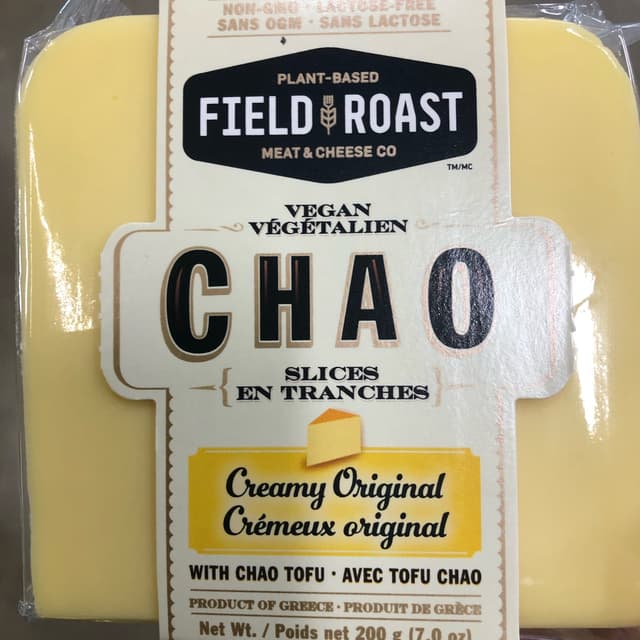 NON-GMO · LACTOSE-FREE
SANS OGM · SANS LACTOSE
PLANT-BASED
FIELD ROAST
MEAT & CHEESE CO
TM/MC
VEGAN
VÉGÉTALIEN
CHAO
SLICES
EN TRANCHES
Creamy Original
Crémeux original
WITH CHAO TOFU · AVEC TOFU CHAO
PRODUCT OF GREECE · PRODUIT DE GRÈCE
Net Wt. / Poids net 200 g (7.0 oz)